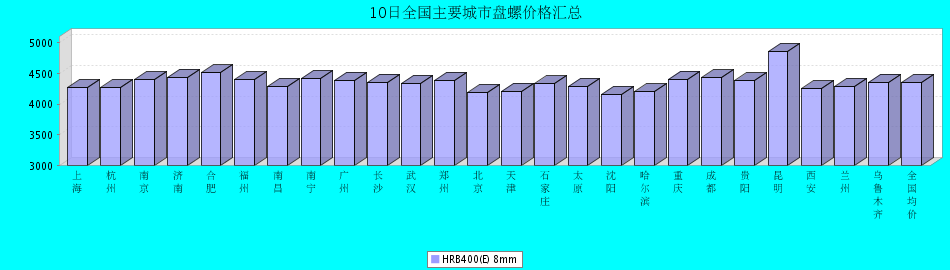 10日全国主要城市盘螺价格汇总
5000
4500
4000
3500
3000
上海
杭州
南京
济南
合肥
福州
南昌
南宁
广州
长沙
武汉
郑州
北京
天津
石家庄
太原
沈阳
哈尔滨
重庆
成都
贵阳
昆明
西安
兰州
乌鲁木齐
全国均价
HRB400(E) 8mm